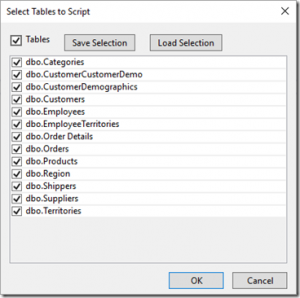 Select Tables to Script
Tables
Save Selection
Load Selection
dbo.Categories
dbo.CustomerCustomerDemo
dbo.CustomerDemographics
dbo.Customers
dbo.Employees
dbo.EmployeeTerritories
dbo.Order Details
dbo.Orders
dbo.Products
dbo.Region
dbo.Shippers
dbo.Suppliers
dbo.Territories
OK
Cancel